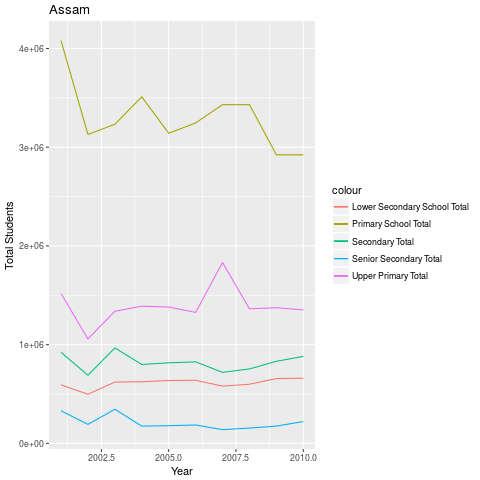 Assam
4e+06
3e+06
2e+06
1e+06
0e+00
Total Students
2002.5 2005.0 2007.5 2010.0
Year
colour
Lower Secondary School Total
Primary School Total
Secondary Total
Senior Secondary Total
Upper Primary Total